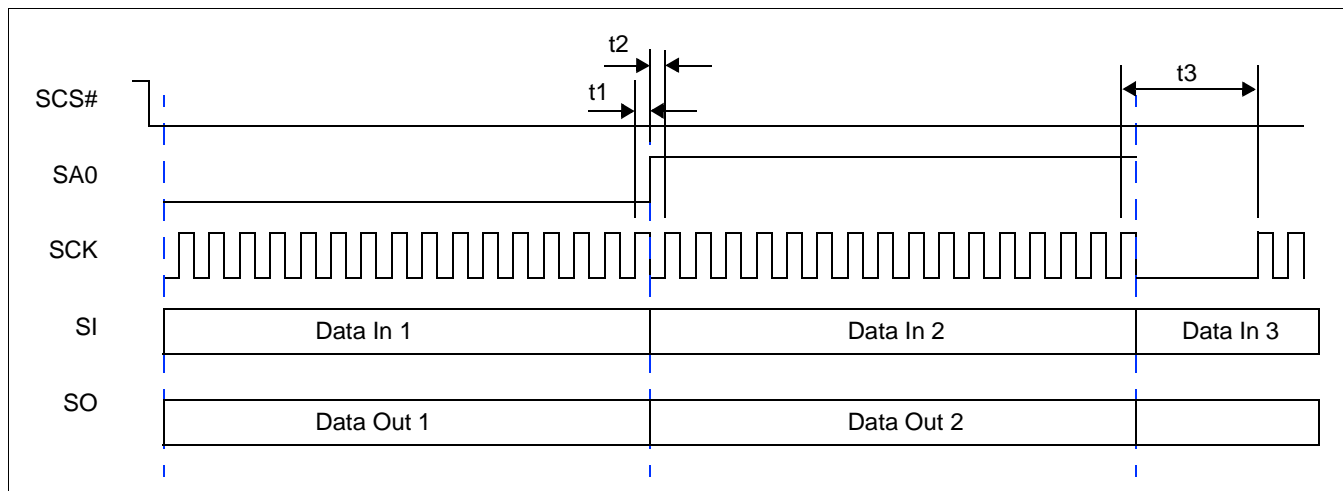 t2
t1
t3
SCS#
SA0
SCK
SI
Data In 1
Data In 2
Data In 3
SO
Data Out 1
Data Out 2